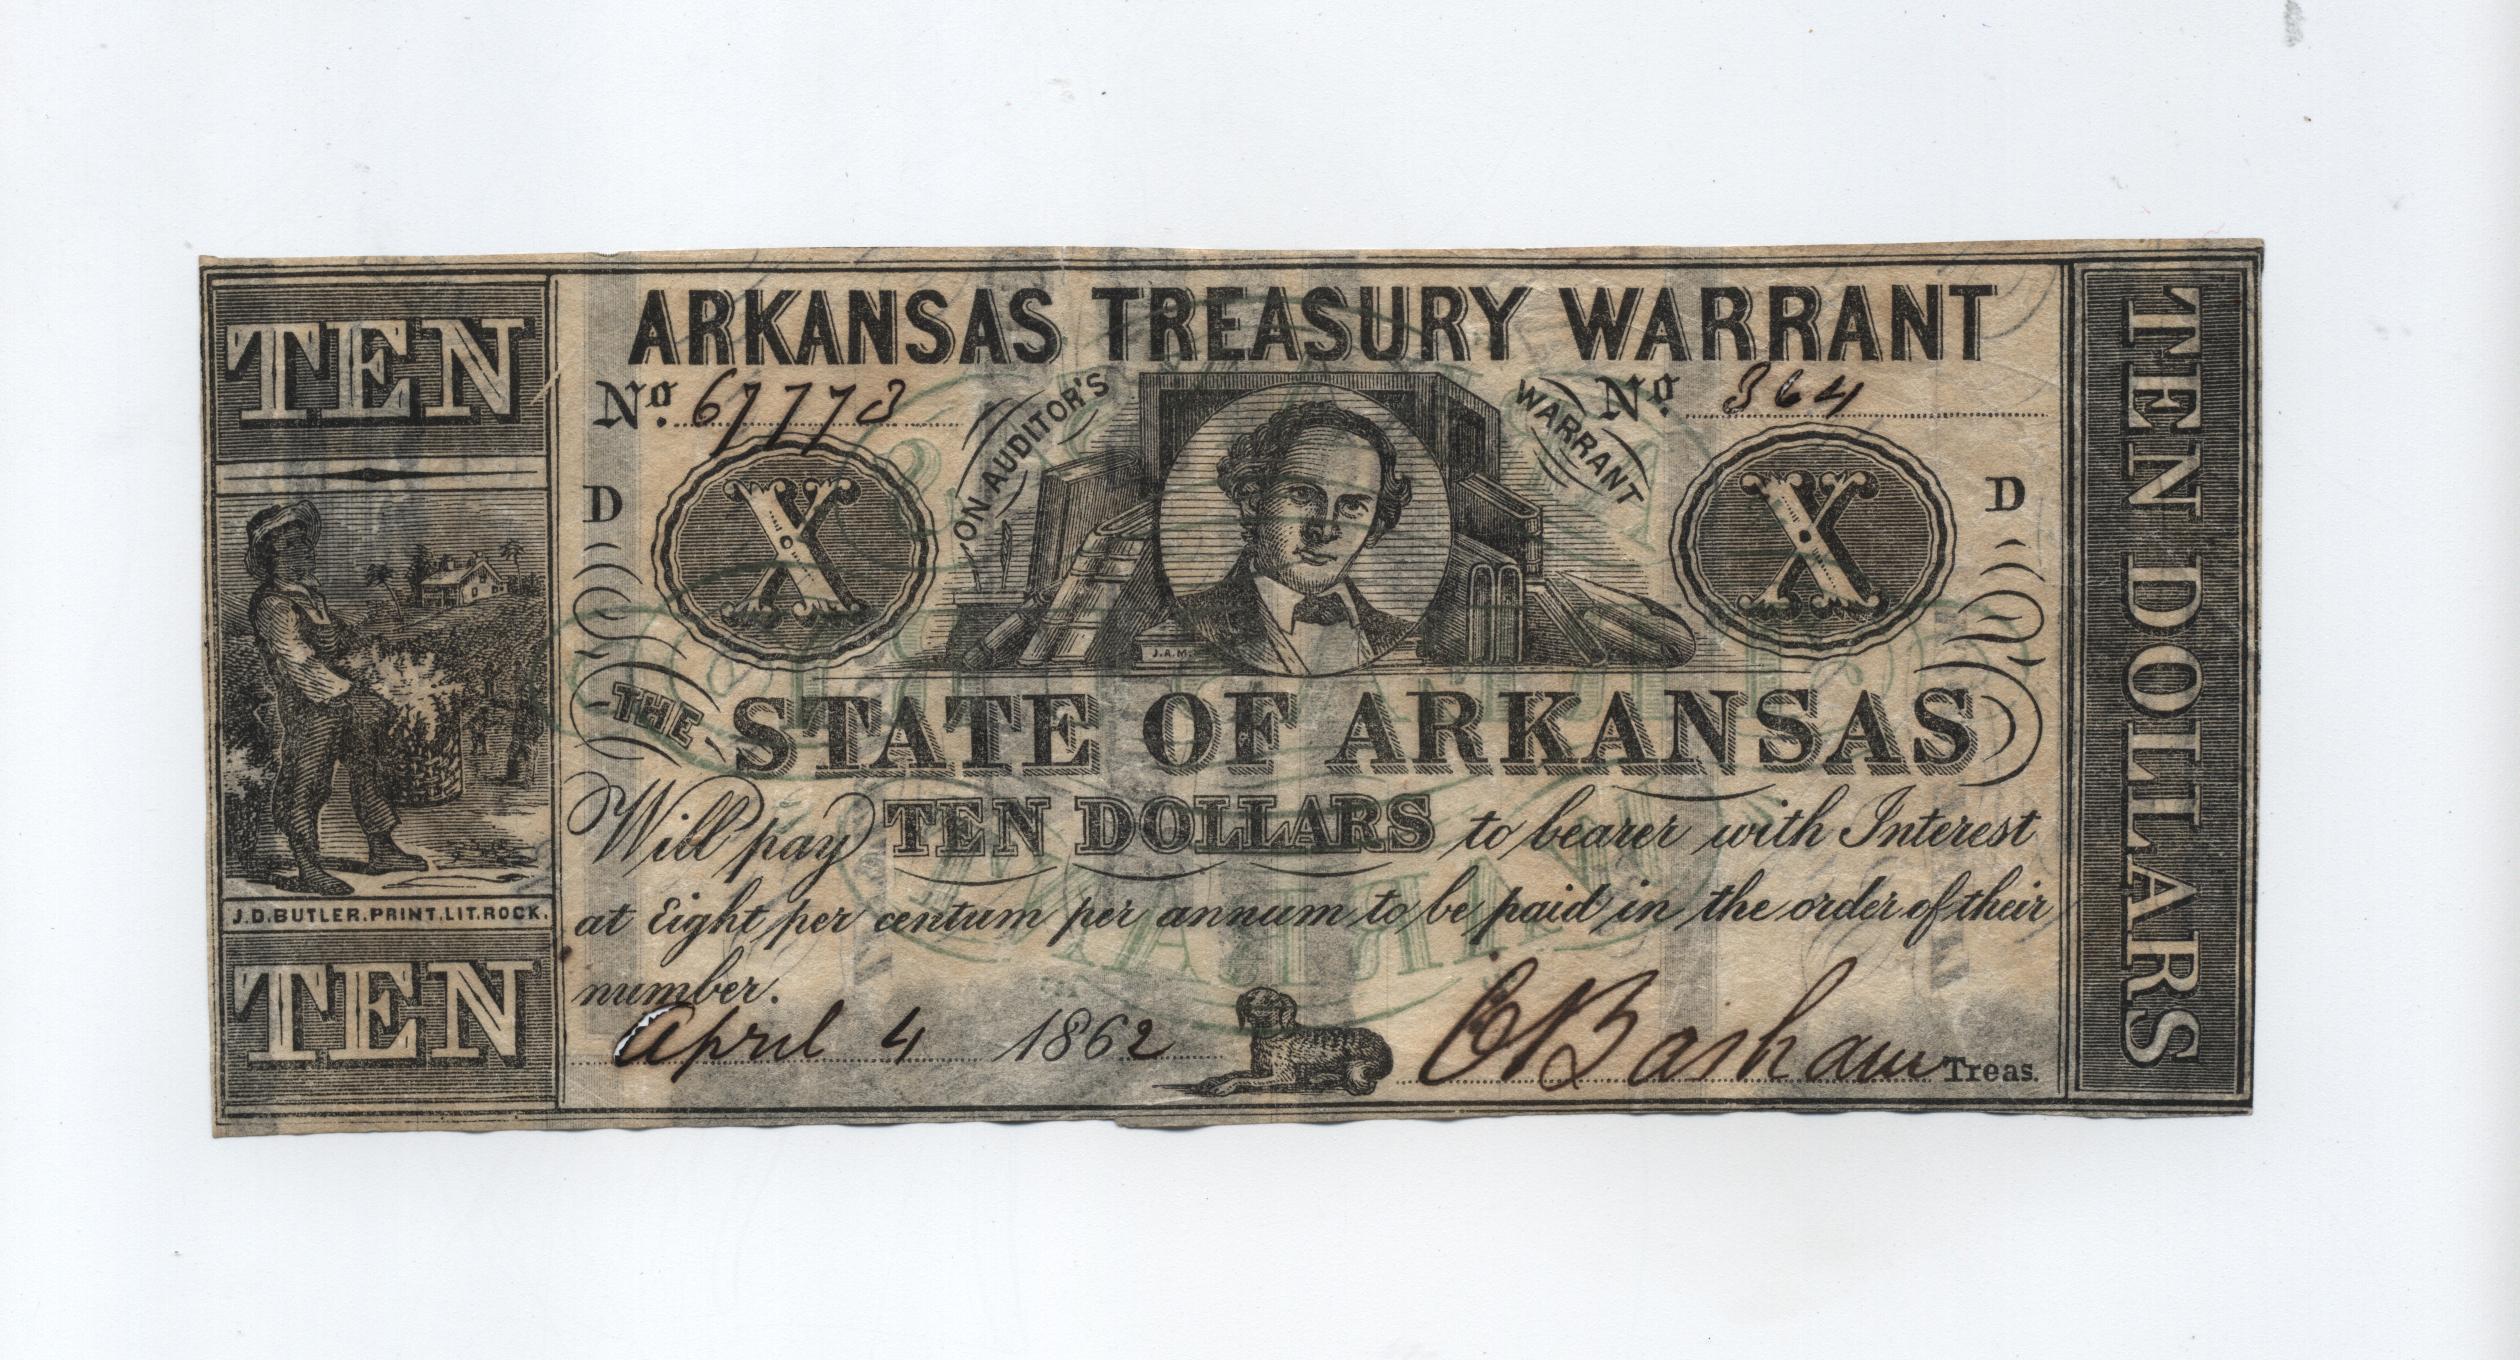 TEN
ARKANSAS TREASURY WARRANT
No. 67773
No. 364
ON AUDITOR'S
WARRANT
D
X
X
D
J.A.M.
THE
STATE OF ARKANSAS
Will pay TEN DOLLARS to bearer with Interest
at Eight per centum per annum to be paid in the order of their
number.
J.D.BUTLER.PRINT.LIT.ROCK.
TEN
April 4 1862
O Basham Treas.
TEN DOLLARS